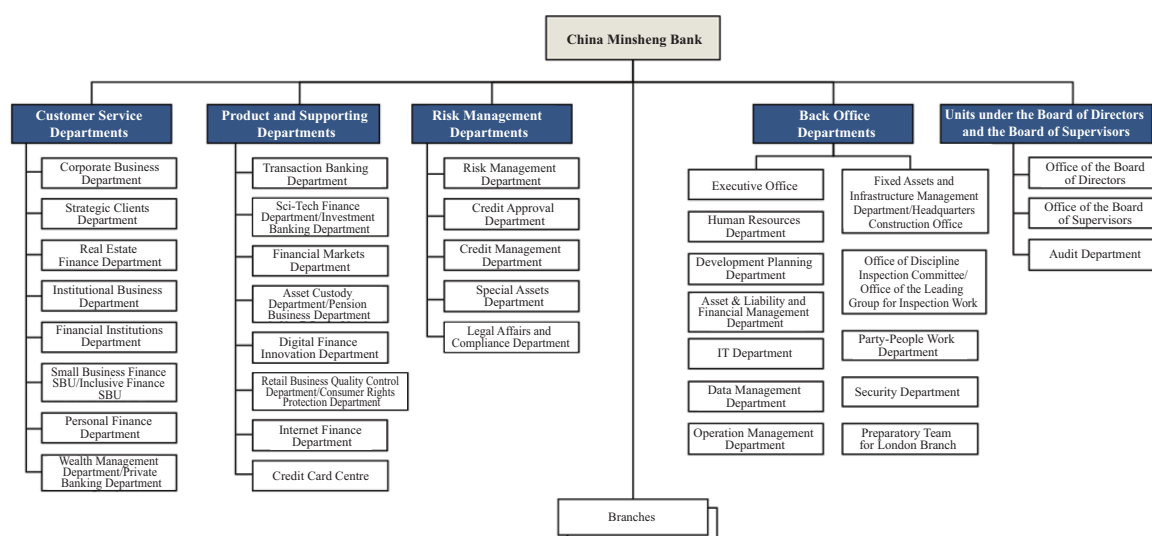 China Minsheng Bank
Customer Service
Departments
Corporate Business
Department
Strategic Clients
Department
Real Estate
Finance Department
Institutional Business
Department
Financial Institutions
Department
Small Business Finance
SBU/Inclusive Finance
SBU
Personal Finance
Department
Wealth Management
Department/Private
Banking Department
Product and Supporting
Departments
Transaction Banking
Department
Sci-Tech Finance
Department/Investment
Banking Department
Financial Markets
Department
Asset Custody
Department/Pension
Business Department
Digital Finance
Innovation Department
Retail Business Quality Control
Department/Consumer Rights
Protection Department
Internet Finance
Department
Credit Card Centre
Risk Management
Departments
Risk Management
Department
Credit Approval
Department
Credit Management
Department
Special Assets
Department
Legal Affairs and
Compliance Department
Back Office
Departments
Executive Office
Human Resources
Department
Development Planning
Department
Asset & Liability and
Financial Management
Department
IT Department
Data Management
Department
Operation Management
Department
Fixed Assets and
Infrastructure Management
Department/Headquarters
Construction Office
Office of Discipline
Inspection Committee/
Office of the Leading
Group for Inspection Work
Party-People Work
Department
Security Department
Preparatory Team
for London Branch
Units under the Board of Directors
and the Board of Supervisors
Office of the Board
of Directors
Office of the Board
of Supervisors
Audit Department
Branches